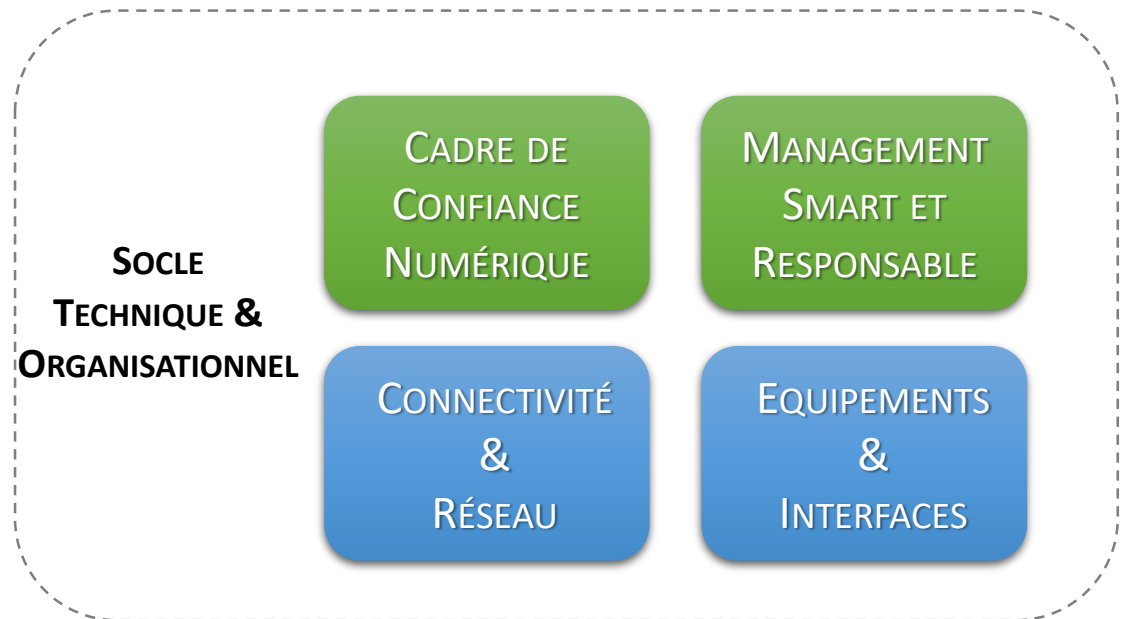 Socle
Technique &
Organisationnel
Cadre de
Confiance
Numérique
Management
Smart et
Responsable
Connectivité
&
Réseau
Equipements
&
Interfaces